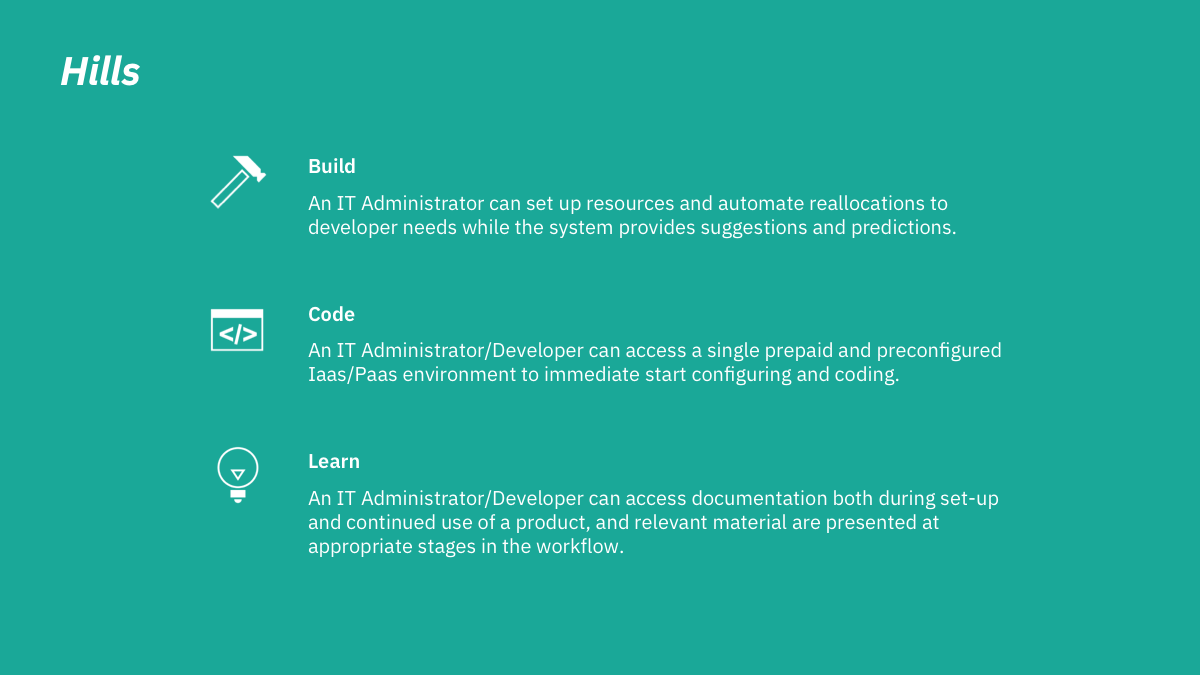 Hills
Build
An IT Administrator can set up resources and automate reallocations to
developer needs while the system provides suggestions and predictions.
</>
Code
An IT Administrator/Developer can access a single prepaid and preconfigured
Iaas/Paas environment to immediate start configuring and coding.
Learn
An IT Administrator/Developer can access documentation both during set-up
and continued use of a product, and relevant material are presented at
appropriate stages in the workflow.